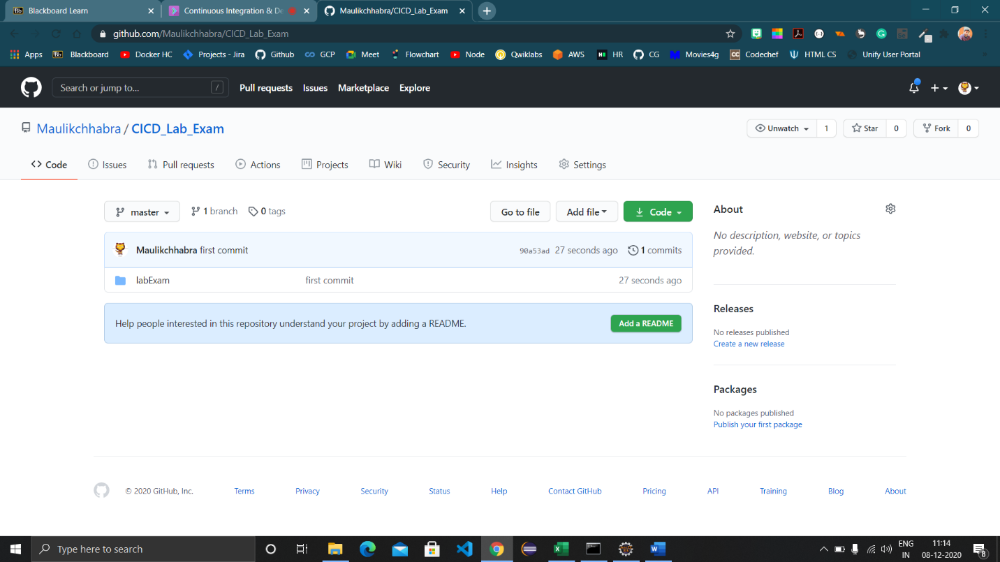 Blackboard Learn
Continuous Integration & De
Maulikchhabra/CICD_Lab_Exam
github.com/Maulikchhabra/CICD_Lab_Exam
Apps Bb Blackboard Docker HC Projects - Jira Github GCP Meet Flowchart Node Qwiklabs AWS HR CG Movies4g CC Codechef HTML CS Unify User Portal
Search or jump to... / Pull requests Issues Marketplace Explore
Maulikchhabra / CICD_Lab_Exam Unwatch 1 Star 0 Fork 0
Code Issues Pull requests Actions Projects Wiki Security Insights Settings
master 1 branch 0 tags Go to file Add file Code
Maulikchhabra first commit 90a53ad 27 seconds ago 1 commits
labExam first commit 27 seconds ago
Help people interested in this repository understand your project by adding a README. Add a README
About
No description, website, or topics
provided.
Releases
No releases published
Create a new release
Packages
No packages published
Publish your first package
© 2020 GitHub, Inc. Terms Privacy Security Status Help Contact GitHub Pricing API Training Blog About
Type here to search
ENG
IN
11:14
08-12-2020
8